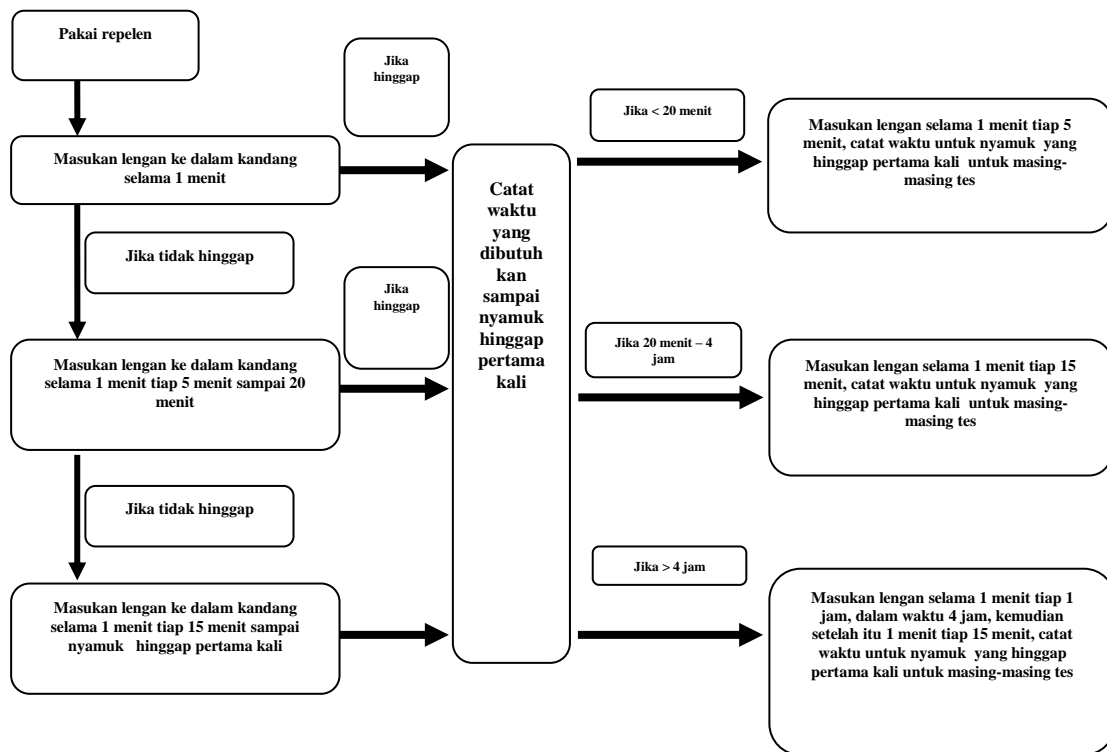 Pakai repelen
Jika
hinggap
Jika < 20 menit
Masukan lengan selama 1 menit tiap 5
menit, catat waktu untuk nyamuk yang
hinggap pertama kali untuk masing-
masing tes
Masukan lengan ke dalam kandang
selama 1 menit
Catat
waktu
yang
dibutuh
kan
sampai
nyamuk
hinggap
pertama
kali
Jika tidak hinggap
Jika
hinggap
Jika 20 menit – 4
jam
Masukan lengan ke dalam kandang
selama 1 menit tiap 5 menit sampai 20
menit
Masukan lengan selama 1 menit tiap 15
menit, catat waktu untuk nyamuk yang
hinggap pertama kali untuk masing-
masing tes
Jika tidak hinggap
Jika > 4 jam
Masukan lengan ke dalam kandang
selama 1 menit tiap 15 menit sampai
nyamuk hinggap pertama kali
Masukan lengan selama 1 menit tiap 1
jam, dalam waktu 4 jam, kemudian
setelah itu 1 menit tiap 15 menit, catat
waktu untuk nyamuk yang hinggap
pertama kali untuk masing-masing tes